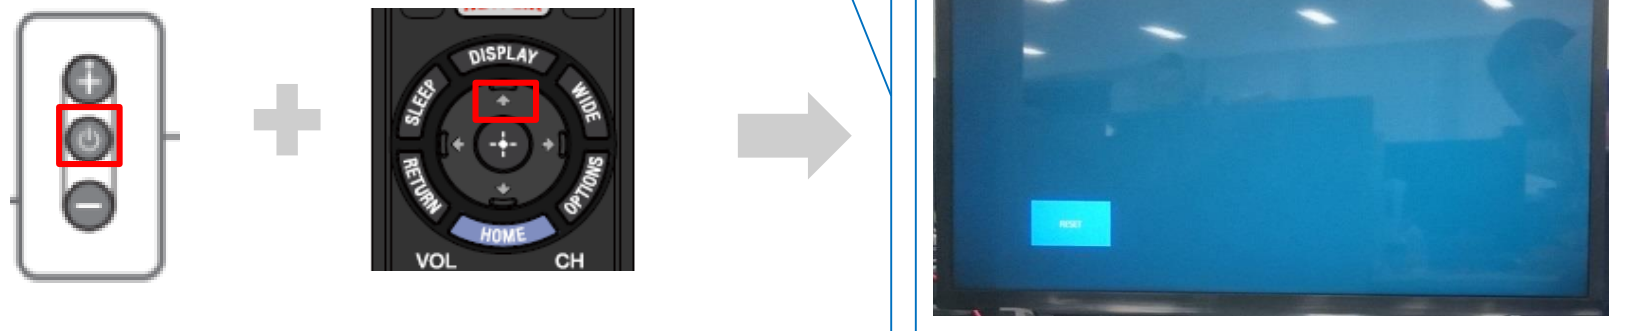 DISPLAY
SLEEP
WIDE
RETURN
OPTIONS
HOME
VOL
CH
RESET